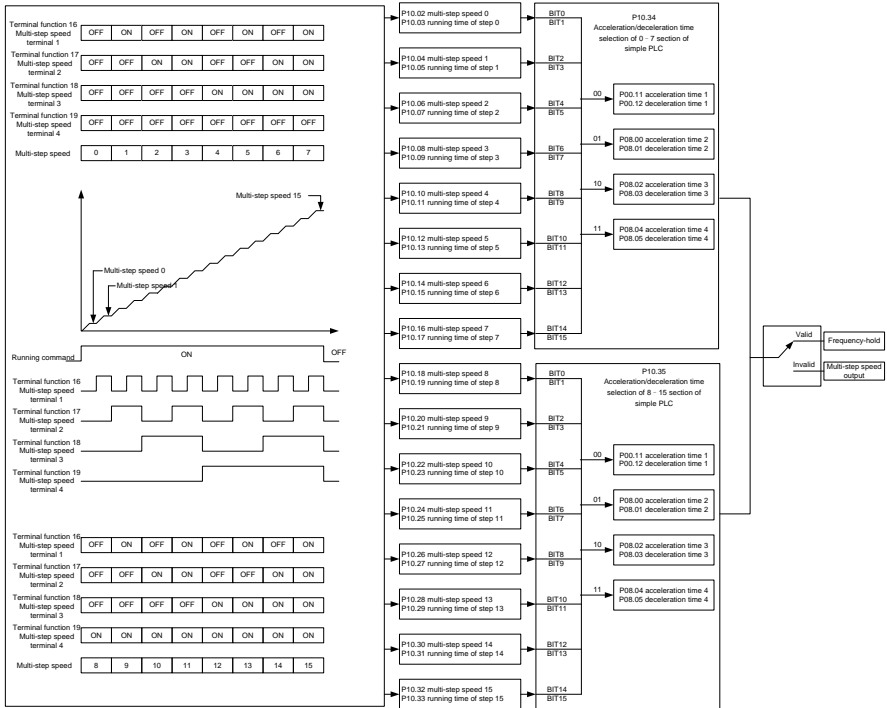 Terminal function 16
Multi-step speed
terminal 1
OFF ON OFF ON OFF ON OFF ON
Terminal function 17
Multi-step speed
terminal 2
OFF OFF ON ON OFF OFF ON ON
Terminal function 18
Multi-step speed
terminal 3
OFF OFF OFF OFF ON ON ON ON
Terminal function 19
Multi-step speed
terminal 4
OFF OFF OFF OFF OFF OFF OFF OFF
Multi-step speed 0 1 2 3 4 5 6 7
Multi-step speed 15
Multi-step speed 0
Multi-step speed 1
Running command
ON
OFF
Terminal function 16
Multi-step speed
terminal 1
Terminal function 17
Multi-step speed
terminal 2
Terminal function 18
Multi-step speed
terminal 3
Terminal function 19
Multi-step speed
terminal 4
Terminal function 16
Multi-step speed
terminal 1
OFF ON OFF ON OFF ON OFF ON
Terminal function 17
Multi-step speed
terminal 2
OFF OFF ON ON OFF OFF ON ON
Terminal function 18
Multi-step speed
terminal 3
OFF OFF OFF OFF ON ON ON ON
Terminal function 19
Multi-step speed
terminal 4
ON ON ON ON ON ON ON ON
Multi-step speed 8 9 10 11 12 13 14 15
P10.02 multi-step speed 0
P10.03 running time of step 0
P10.04 multi-step speed 1
P10.05 running time of step 1
P10.06 multi-step speed 2
P10.07 running time of step 2
P10.08 multi-step speed 3
P10.09 running time of step 3
P10.10 multi-step speed 4
P10.11 running time of step 4
P10.12 multi-step speed 5
P10.13 running time of step 5
P10.14 multi-step speed 6
P10.15 running time of step 6
P10.16 multi-step speed 7
P10.17 running time of step 7
P10.18 multi-step speed 8
P10.19 running time of step 8
P10.20 multi-step speed 9
P10.21 running time of step 9
P10.22 multi-step speed 10
P10.23 running time of step 10
P10.24 multi-step speed 11
P10.25 running time of step 11
P10.26 multi-step speed 12
P10.27 running time of step 12
P10.28 multi-step speed 13
P10.29 running time of step 13
P10.30 multi-step speed 14
P10.31 running time of step 14
P10.32 multi-step speed 15
P10.33 running time of step 15
BIT0
BIT1
BIT2
BIT3
BIT4
BIT5
BIT6
BIT7
BIT8
BIT9
BIT10
BIT11
BIT12
BIT13
BIT14
BIT15
P10.34
Acceleration/deceleration time
selection of 0 - 7 section of
simple PLC
00
P00.11 acceleration time 1
P00.12 deceleration time 1
01
P08.00 acceleration time 2
P08.01 deceleration time 2
10
P08.02 acceleration time 3
P08.03 deceleration time 3
11
P08.04 acceleration time 4
P08.05 deceleration time 4
BIT0
BIT1
BIT2
BIT3
BIT4
BIT5
BIT6
BIT7
BIT8
BIT9
BIT10
BIT11
BIT12
BIT13
BIT14
BIT15
P10.35
Acceleration/deceleration time
selection of 8 - 15 section of
simple PLC
00
P00.11 acceleration time 1
P00.12 deceleration time 1
01
P08.00 acceleration time 2
P08.01 deceleration time 2
10
P08.02 acceleration time 3
P08.03 deceleration time 3
11
P08.04 acceleration time 4
P08.05 deceleration time 4
Valid
Frequency-hold
Invalid
Multi-step speed
output